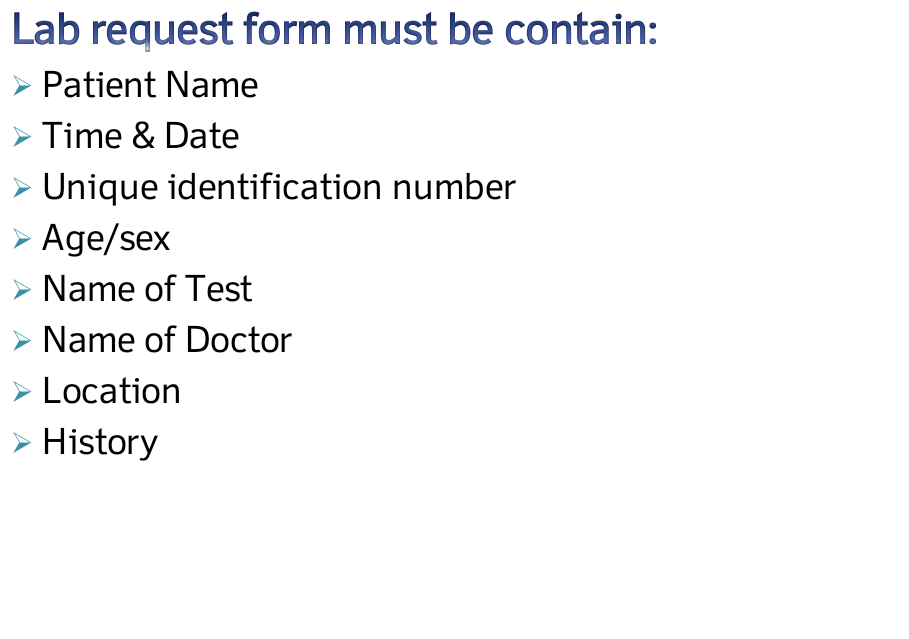 Lab request form must be contain:
Patient Name
Time & Date
Unique identification number
Age/sex
Name of Test
Name of Doctor
Location
History